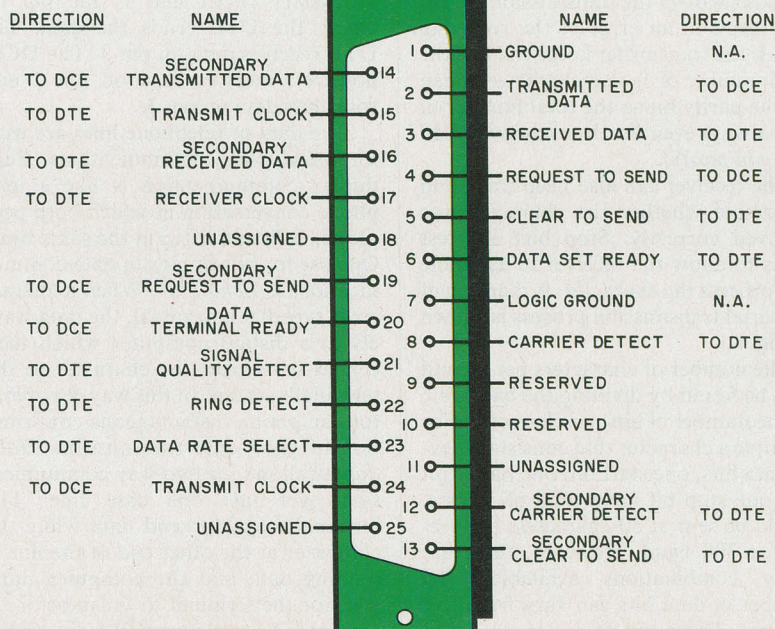 DIRECTION NAME
TO DCE SECONDARY
TRANSMITTED DATA 14
TO DTE TRANSMIT CLOCK 15
TO DTE SECONDARY
RECEIVED DATA 16
TO DTE RECEIVER CLOCK 17
UNASSIGNED 18
SECONDARY
TO DCE REQUEST TO SEND 19
DATA
TO DCE TERMINAL READY 20
SIGNAL
TO DTE QUALITY DETECT 21
TO DTE RING DETECT 22
TO DTE DATA RATE SELECT 23
TO DCE TRANSMIT CLOCK 24
UNASSIGNED 25
NAME DIRECTION
1 GROUND N.A.
2 TRANSMITTED TO DCE
DATA
3 RECEIVED DATA TO DTE
4 REQUEST TO SEND TO DCE
5 CLEAR TO SEND TO DTE
6 DATA SET READY TO DTE
7 LOGIC GROUND N.A.
8 CARRIER DETECT TO DTE
9 RESERVED
10 RESERVED
11 UNASSIGNED
12 SECONDARY
CARRIER DETECT TO DTE
13 SECONDARY
CLEAR TO SEND TO DTE